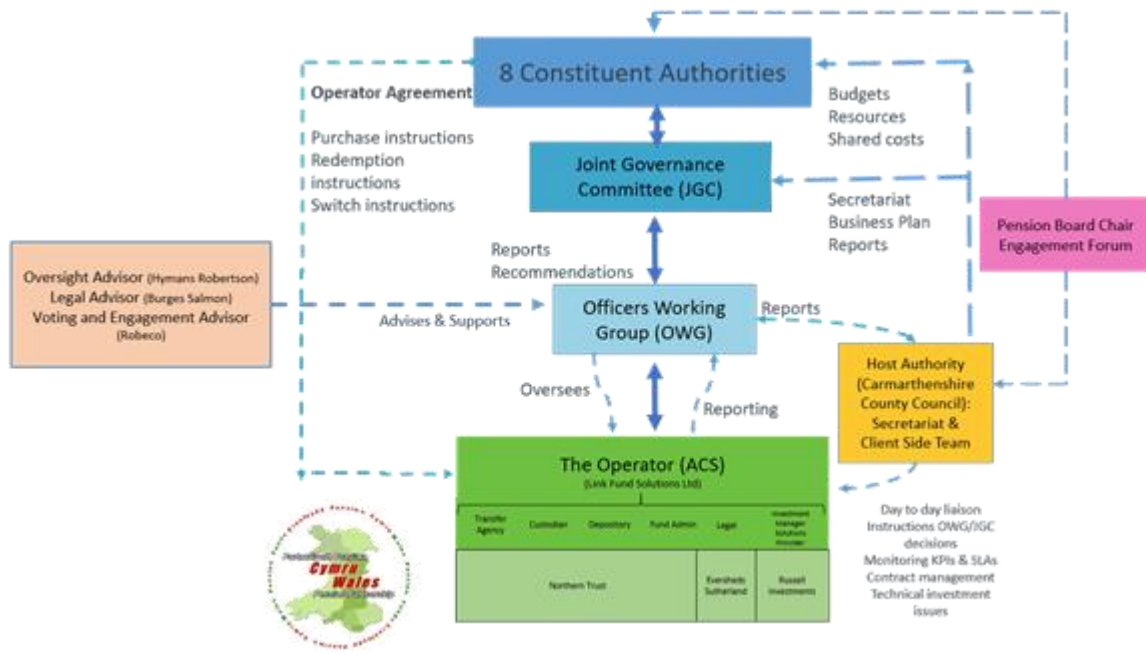 8 Constituent Authorities
Operator Agreement
Purchase instructions
Redemption
instructions
Switch instructions
Budgets
Resources
Shared costs
Joint Governance
Committee (JGC)
Secretariat
Business Plan
Reports
Pension Board Chair
Engagement Forum
Reports
Recommendations
Oversight Advisor (Hymans Robertson)
Legal Advisor (Burges Salmon)
Voting and Engagement Advisor
(Robeco)
Advises & Supports
Officers Working
Group (OWG)
Reports
Host Authority
(Carmarthenshire
County Council):
Secretariat &
Client Side Team
Oversees
Reporting
The Operator (ACS)
(Link Fund Solutions Ltd)
Transfer
Agency
Custodian
Depository
Fund Admin
Legal
Investment
Manager
Solutions
Provider
Northern Trust
Eversheds
Sutherland
Russell
Investments
Day to day liaison
Instructions OWG/JGC
decisions
Monitoring KPIs & SLAs
Contract management
Technical investment
issues
Cymru
Wales